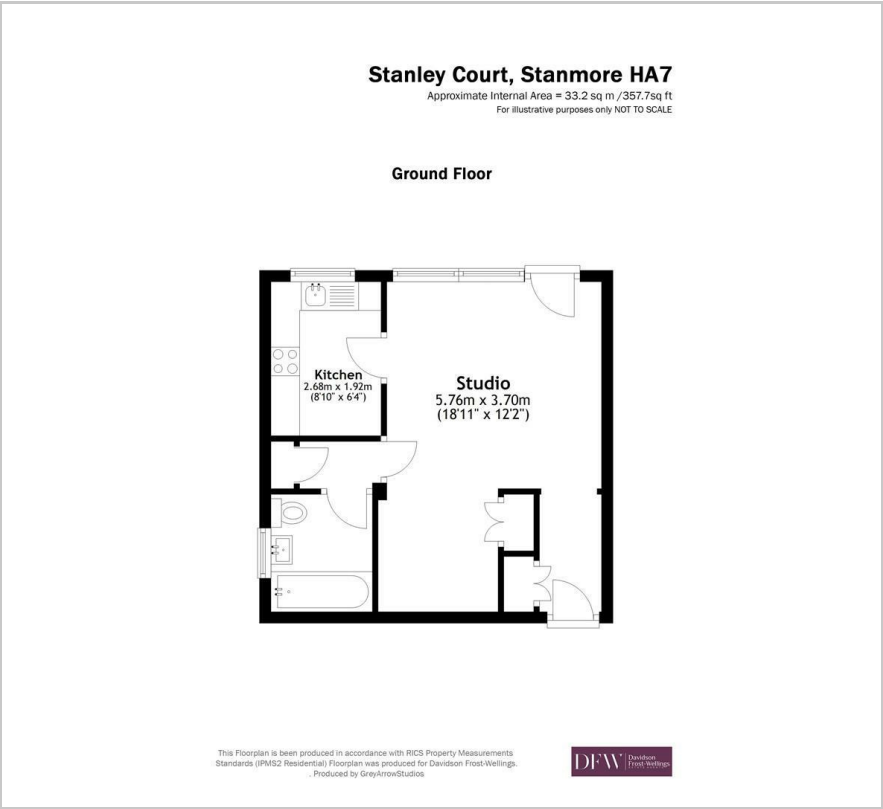 Stanley Court, Stanmore HA7
Approximate Internal Area = 33.2 sq m /357.7sq ft
For illustrative purposes only NOT TO SCALE
Ground Floor
Kitchen
2.68m x 1.92m
(8'10" x 6'4")
Studio
5.76m x 3.70m
(18'11" x 12'2")
This Floorplan is been produced in accordance with RICS Property Measurements
Standards (IPMS2 Residential) Floorplan was produced for Davidson Frost-Wellings.
. Produced by GreyArrowStudios
DFW Davidson
Frost-Wellings